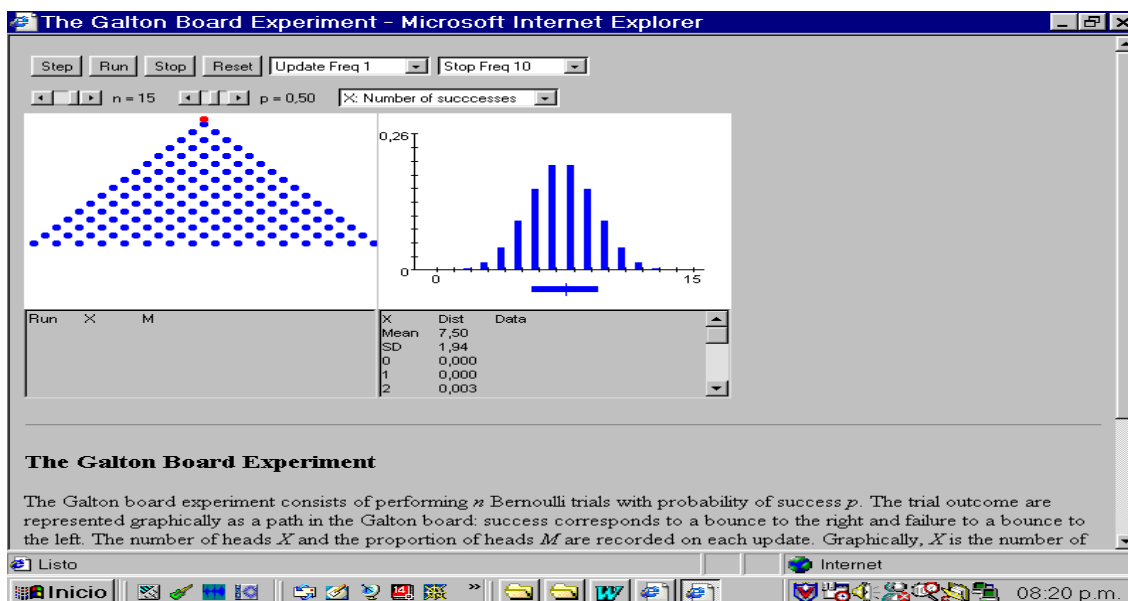 The Galton Board Experiment - Microsoft Internet Explorer
Step Run Stop Reset Update Freq 1 Stop Freq 10
n = 15 p = 0,50 X: Number of succcesses
0,26
0
0 15
Run X M
X Dist Data
Mean 7,50
SD 1,94
0 0,000
1 0,000
2 0,003
The Galton Board Experiment
The Galton board experiment consists of performing n Bernoulli trials with probability of success p. The trial outcome are
represented graphically as a path in the Galton board: success corresponds to a bounce to the right and failure to a bounce to
the left. The number of heads X and the proportion of heads M are recorded on each update. Graphically, X is the number of
Listo Internet
Inicio » 08:20 p.m.